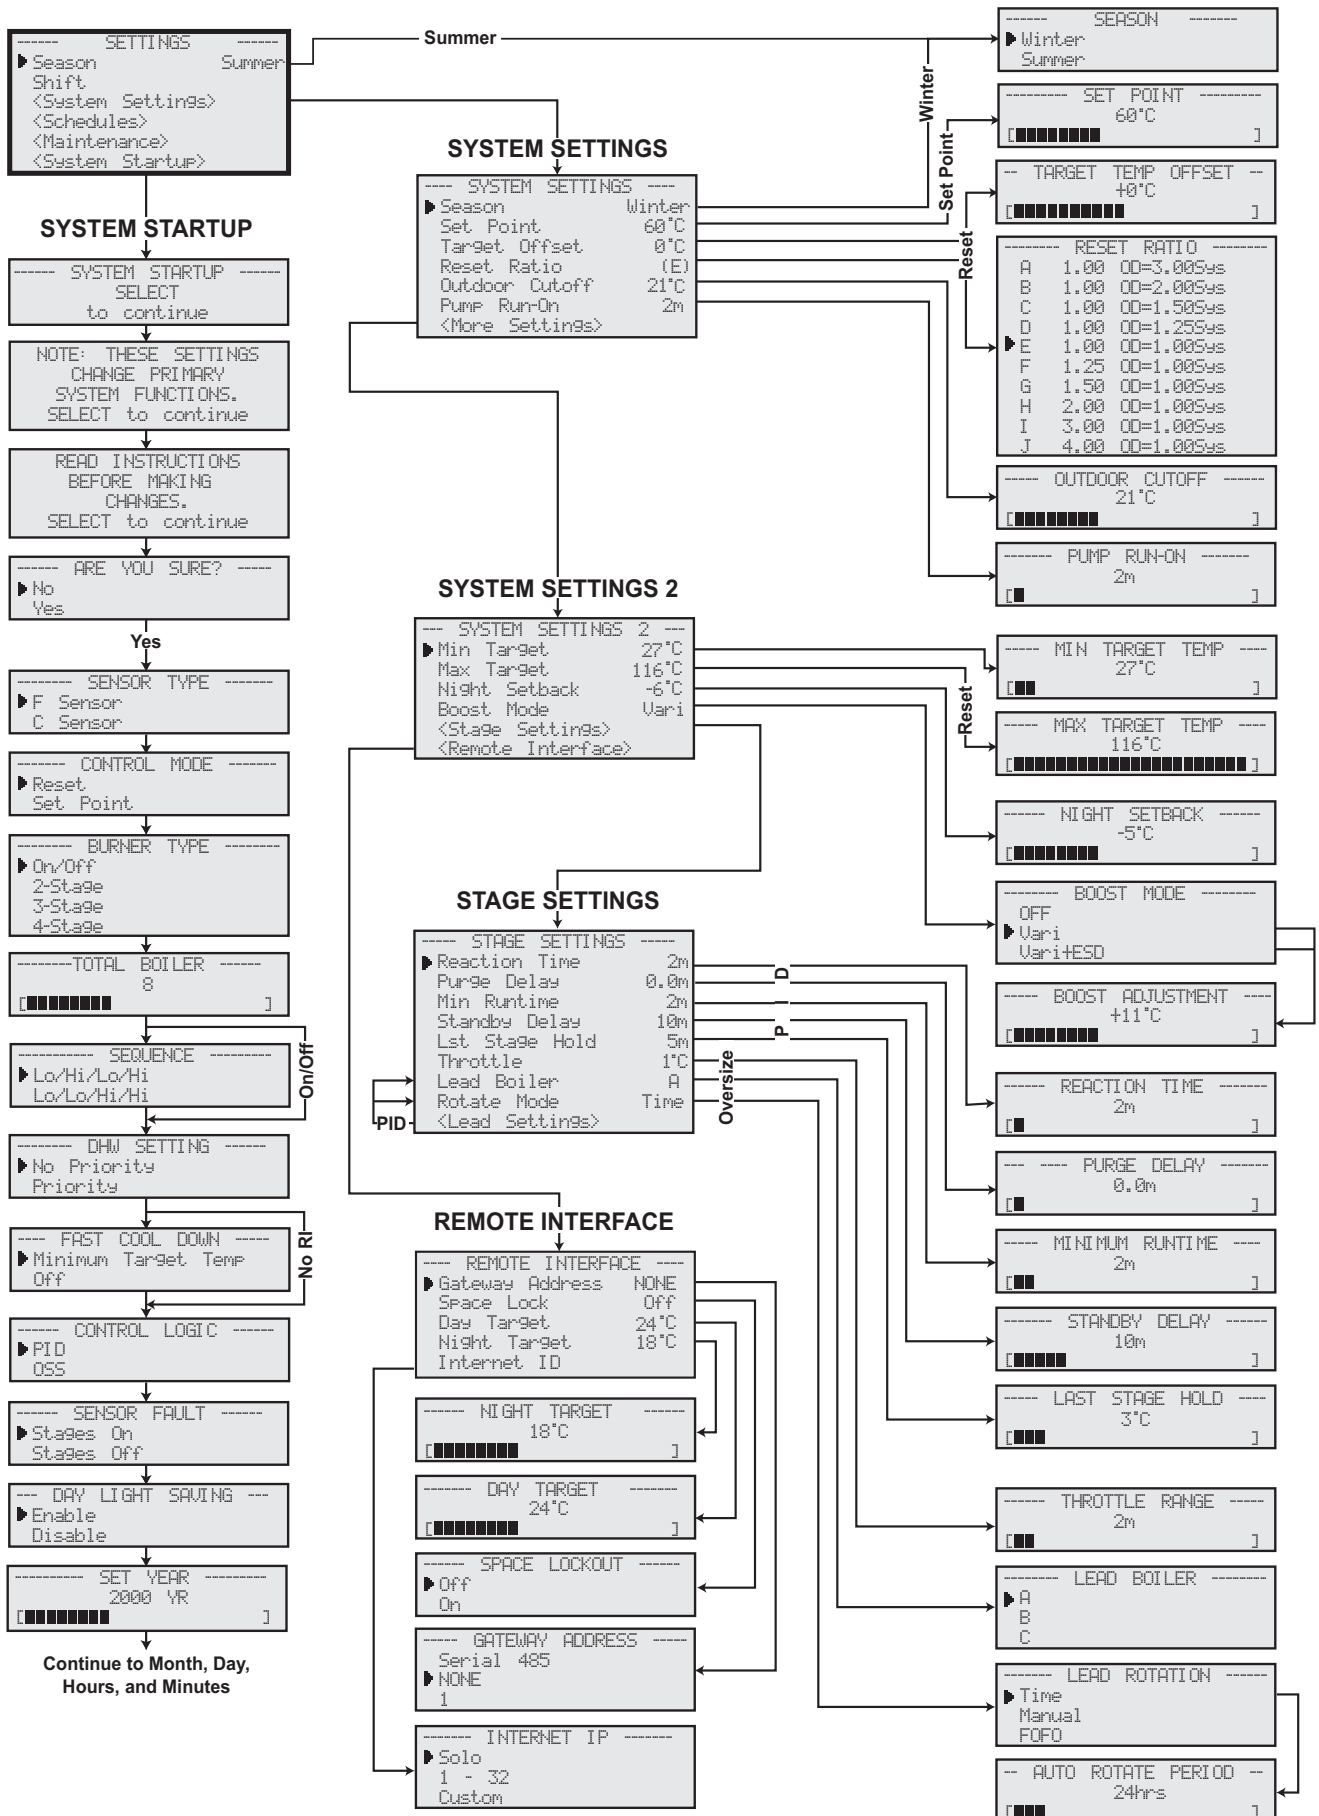 ------ SETTINGS ------
Season Summer
Shift
<System Settings>
<Schedules>
<Maintenance>
<System Startup>
SYSTEM STARTUP
------ SYSTEM STARTUP ------
SELECT
to continue
NOTE: THESE SETTINGS
CHANGE PRIMARY
SYSTEM FUNCTIONS.
SELECT to continue
READ INSTRUCTIONS
BEFORE MAKING
CHANGES.
SELECT to continue
------ ARE YOU SURE? -----
No
Yes
Yes
-------- SENSOR TYPE -------
F Sensor
C Sensor
------- CONTROL MODE -------
Reset
Set Point
-------- BURNER TYPE --------
On/Off
2-Stage
3-Stage
4-Stage
--------TOTAL BOILER ------
8
[ ]
----------- SEQUENCE ---------
Lo/Hi/Lo/Hi
Lo/Lo/Hi/Hi
On/Off
-------- DHW SETTING ------
No Priority
Priority
---- FAST COOL DOWN -----
Minimum Target Temp
Off
No RI
------ CONTROL LOGIC ------
PID
OSS
------ SENSOR FAULT ------
Stages On
Stages Off
--- DAY LIGHT SAVING ---
Enable
Disable
---------- SET YEAR ---------
2000 YR
[ ]
Continue to Month, Day,
Hours, and Minutes
Summer
Winter
Set Point
Reset
SYSTEM SETTINGS
---- SYSTEM SETTINGS ----
Season Winter
Set Point 60°C
Target Offset 0°C
Reset Ratio (E)
Outdoor Cutoff 21°C
Pump Run-On 2m
<More Settings>
SYSTEM SETTINGS 2
--- SYSTEM SETTINGS 2 ---
Min Target 27°C
Max Target 116°C
Night Setback -6°C
Boost Mode Vari
<Stage Settings>
<Remote Interface>
Reset
STAGE SETTINGS
----- STAGE SETTINGS -----
Reaction Time 2m
Purge Delay 0.0m
Min Runtime 2m
Standby Delay 10m
Lst Stage Hold 5m
Throttle 1°C
Lead Boiler A
Rotate Mode Time
<Lead Settings>
PID
P I D
Oversize
REMOTE INTERFACE
---- REMOTE INTERFACE ----
Gateway Address NONE
Space Lock Off
Day Target 24°C
Night Target 18°C
Internet ID
------ NIGHT TARGET ------
18°C
[ ]
------- DAY TARGET -------
24°C
[ ]
------ SPACE LOCKOUT ------
Off
On
----- GATEWAY ADDRESS -----
Serial 485
NONE
1
-------- INTERNET IP -------
Solo
1 - 32
Custom
------ SEASON -------
Winter
Summer
--------- SET POINT ---------
60°C
[ ]
-- TARGET TEMP OFFSET --
+0°C
[ ]
-------- RESET RATIO --------
A 1.00 OD=3.00Sys
B 1.00 OD=2.00Sys
C 1.00 OD=1.50Sys
D 1.00 OD=1.25Sys
E 1.00 OD=1.00Sys
F 1.25 OD=1.00Sys
G 1.50 OD=1.00Sys
H 2.00 OD=1.00Sys
I 3.00 OD=1.00Sys
J 4.00 OD=1.00Sys
----- OUTDOOR CUTOFF ------
21°C
[ ]
------- PUMP RUN-ON -------
2m
[ ]
----- MIN TARGET TEMP ----
27°C
[ ]
----- MAX TARGET TEMP ----
116°C
[ ]
------ NIGHT SETBACK ------
-5°C
[ ]
-------- BOOST MODE --------
OFF
Vari
Vari+ESD
----- BOOST ADJUSTMENT ----
+11°C
[ ]
------ REACTION TIME ------
2m
[ ]
--- ---- PURGE DELAY -------
0.0m
[ ]
----- MINIMUM RUNTIME ----
2m
[ ]
------ STANDBY DELAY -----
10m
[ ]
----- LAST STAGE HOLD ----
3°C
[ ]
------ THROTTLE RANGE -----
2m
[ ]
-------- LEAD BOILER --------
A
B
C
------- LEAD ROTATION ------
Time
Manual
FOFO
-- AUTO ROTATE PERIOD --
24hrs
[ ]